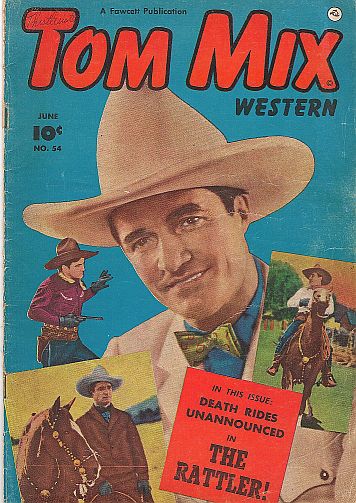 A Fawcett Publication
TOM MIX
WESTERN
JUNE
10¢
NO. 54
IN THIS ISSUE:
DEATH RIDES
UNANNOUNCED
IN
THE
RATTLER!